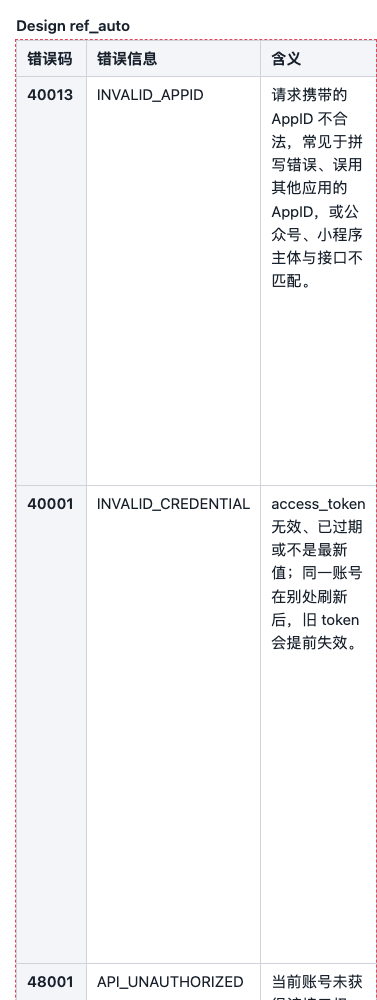 Design ref_auto
错误码 错误信息 含义
40013 INVALID_APPID 请求携带的
AppID 不合
法，常见于拼
写错误、误用
其他应用的
AppID，或公
众号、小程序
主体与接口不
匹配。
40001 INVALID_CREDENTIAL access_token
无效、已过期
或不是最新
值；同一账号
在别处刷新
后，旧 token
会提前失效。
48001 API_UNAUTHORIZED 当前账号未获